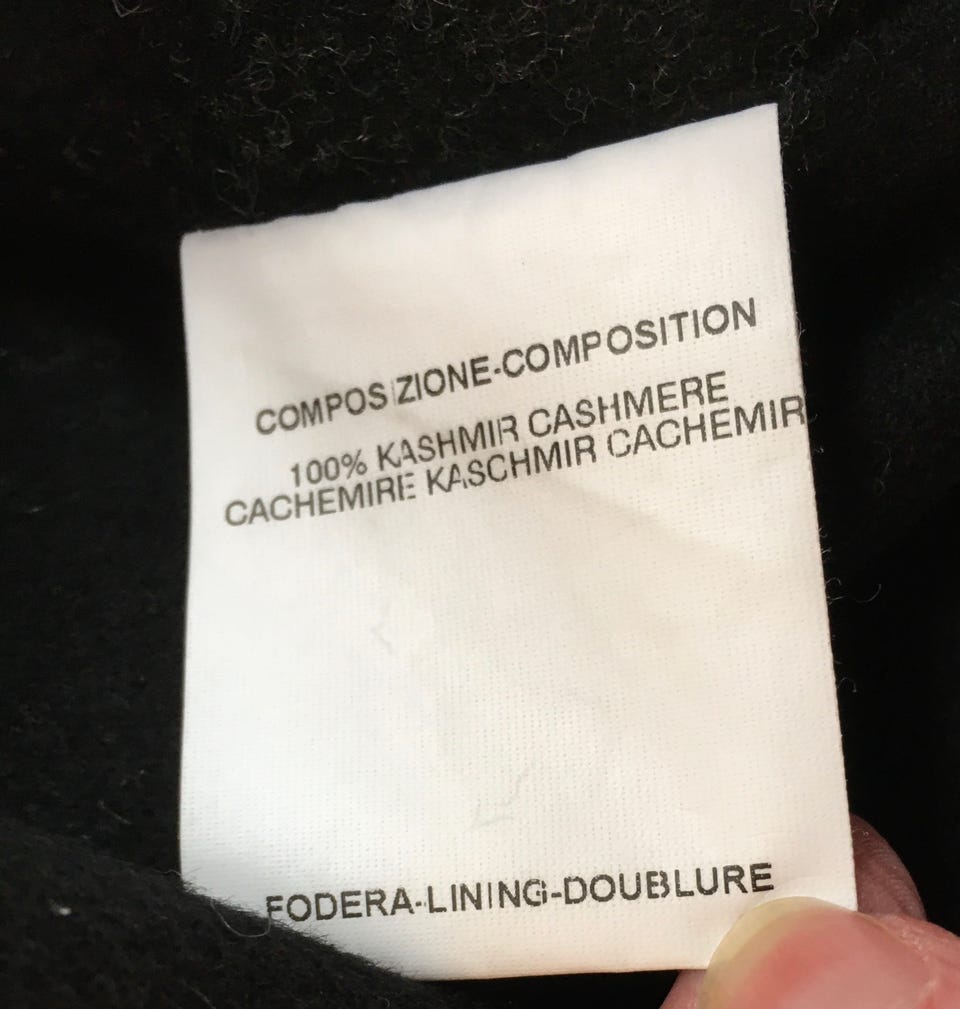 COMPOSIZIONE-COMPOSITION
100% KASHMIR CASHMERE
CACHEMIRE KASCHMIR CACHEMIR
FODERA-LINING-DOUBLURE